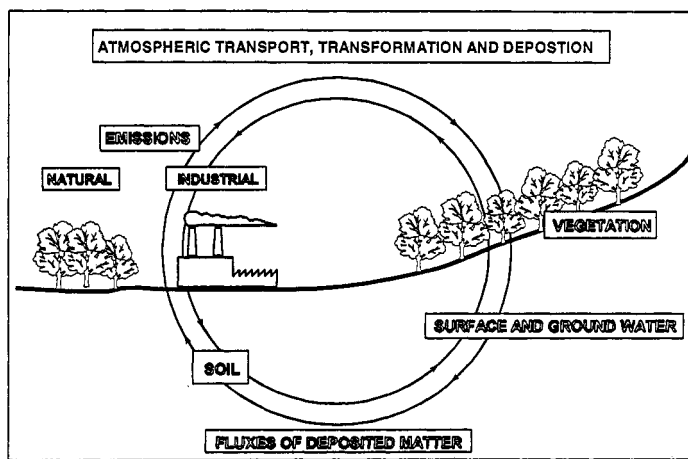 ATMOSPHERIC TRANSPORT, TRANSFORMATION AND DEPOSTION
EMISSIONS
NATURAL
INDUSTRIAL
VEGETATION
SURFACE AND GROUND WATER
SOIL
FLUXES OF DEPOSITED MATTER